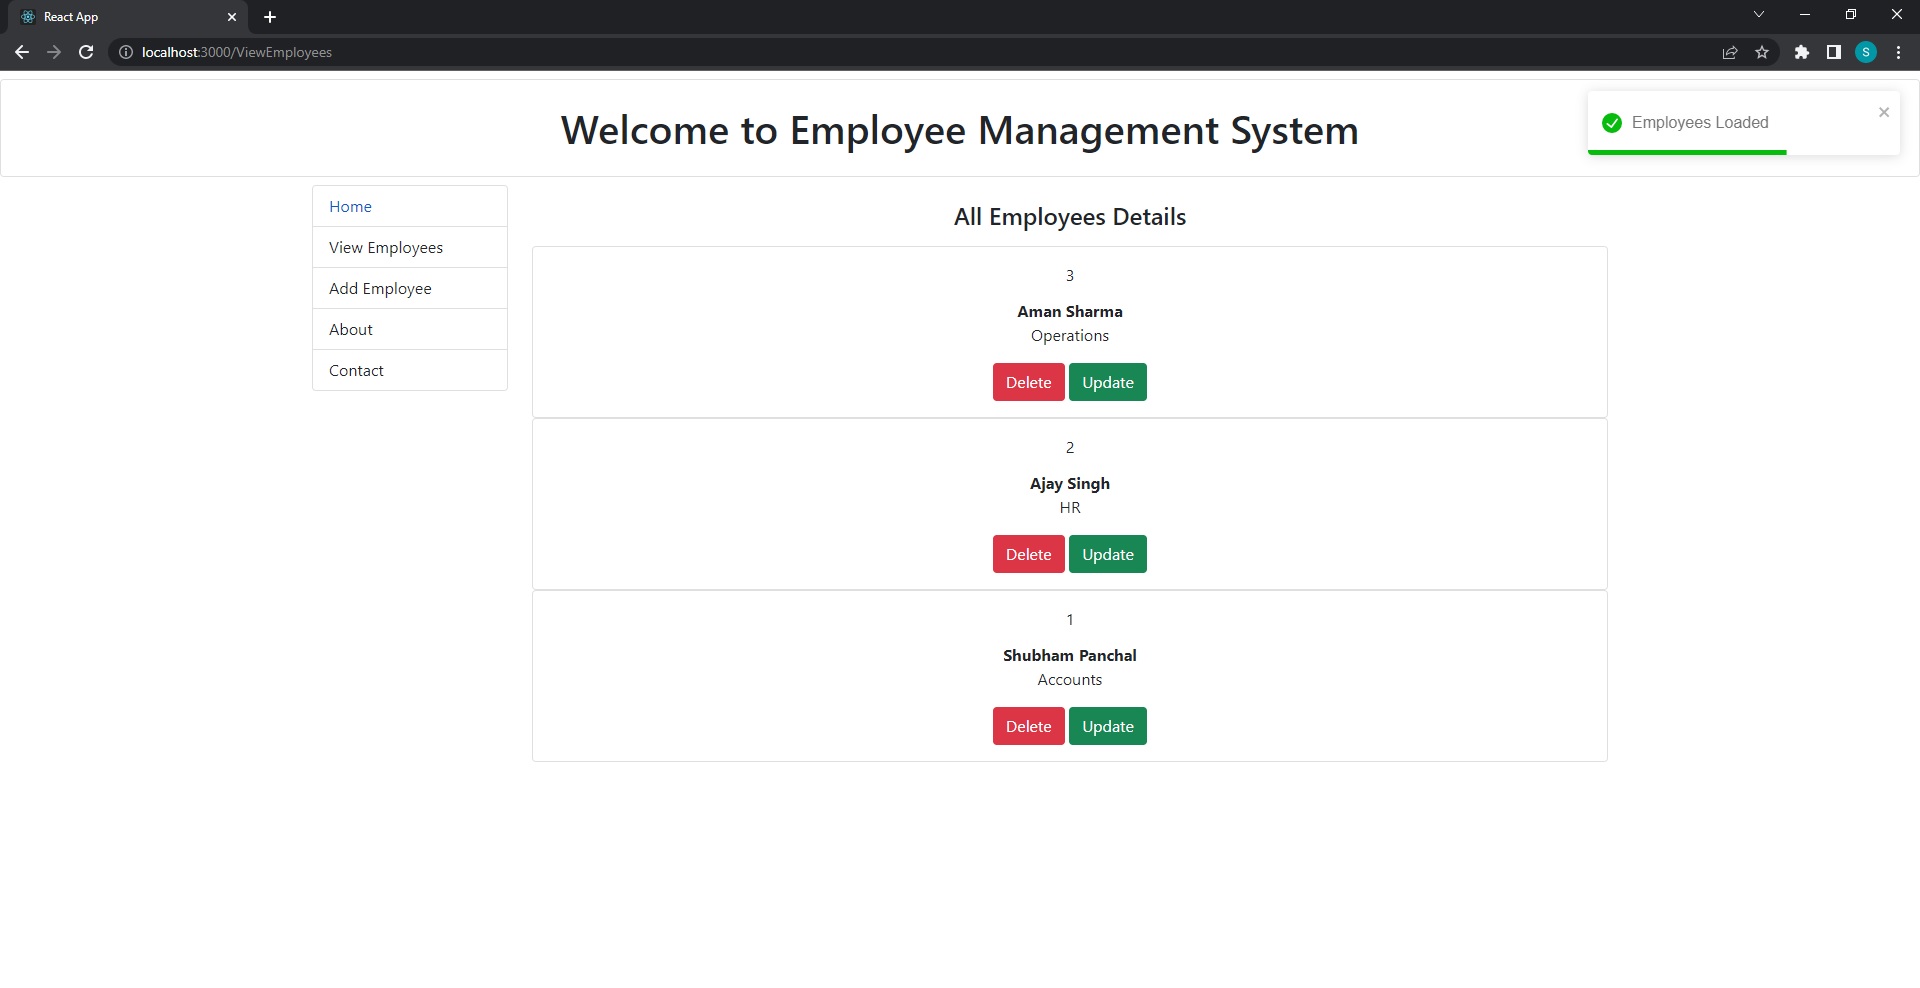 React App
localhost:3000/ViewEmployees
S
Welcome to Employee Management System
Employees Loaded
Home
View Employees
Add Employee
About
Contact
All Employees Details
3
Aman Sharma
Operations
Delete Update
2
Ajay Singh
HR
Delete Update
1
Shubham Panchal
Accounts
Delete Update